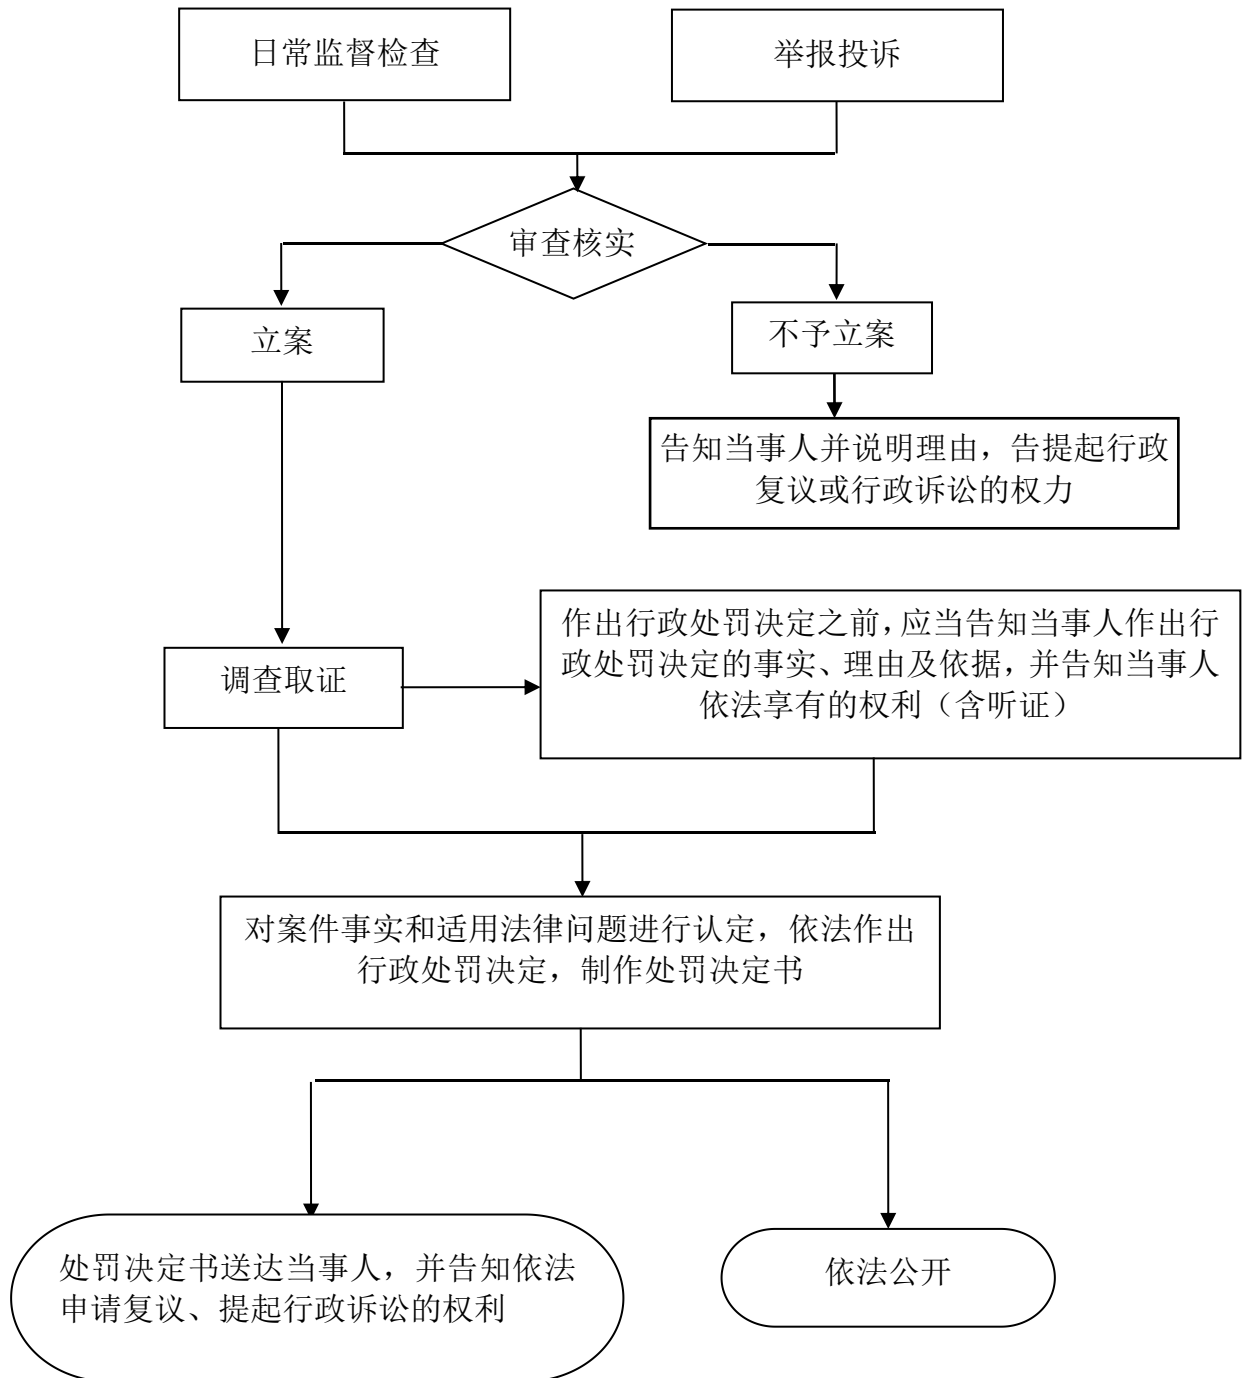 日常监督检查
举报投诉
审查核实
立案
不予立案
告知当事人并说明理由，告提起行政
复议或行政诉讼的权力
作出行政处罚决定之前，应当告知当事人作出行
政处罚决定的事实、理由及依据，并告知当事人
依法享有的权利（含听证）
调查取证
对案件事实和适用法律问题进行认定，依法作出
行政处罚决定，制作处罚决定书
处罚决定书送达当事人，并告知依法
申请复议、提起行政诉讼的权利
依法公开